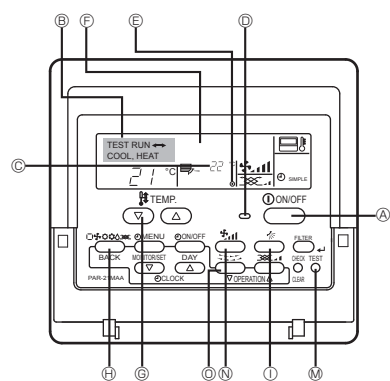 Ⓑ Ⓕ Ⓔ Ⓓ
TEST RUN
COOL, HEAT
Ⓒ
21 °C
22 °C
SIMPLE
TEMP.
ON/OFF
Ⓐ
MENU
ON/OFF
FILTER
BACK
MONITOR/SET
DAY
CHECK TEST
PAR-21MAA
CLOCK
OPERATION
CLEAR
Ⓗ Ⓖ Ⓞ Ⓝ Ⓘ Ⓜ